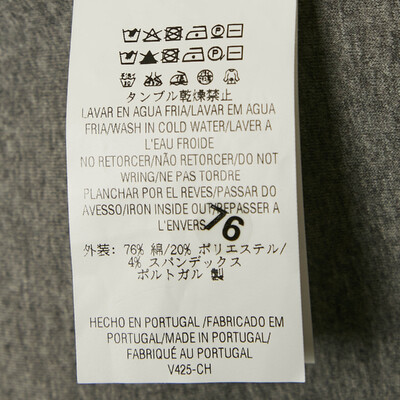 タンブル乾燥禁止
LAVAR EN AGUA FRIA/LAVAR EM AGUA
FRIA/WASH IN COLD WATER/LAVER A
L'EAU FROIDE
NO RETORCER/NÃO RETORCER/DO NOT
WRING/NE PAS TORDRE
PLANCHAR POR EL REVES/PASSAR DO
AVESSO/IRON INSIDE OUT/REPASSER A
L'ENVERS
76
外装: 76% 綿/20% ポリエステル/
4% スパンデックス
ポルトガル 製
HECHO EN PORTUGAL /FABRICADO EM
PORTUGAL/MADE IN PORTUGAL/
FABRIQUÉ AU PORTUGAL
V425-CH